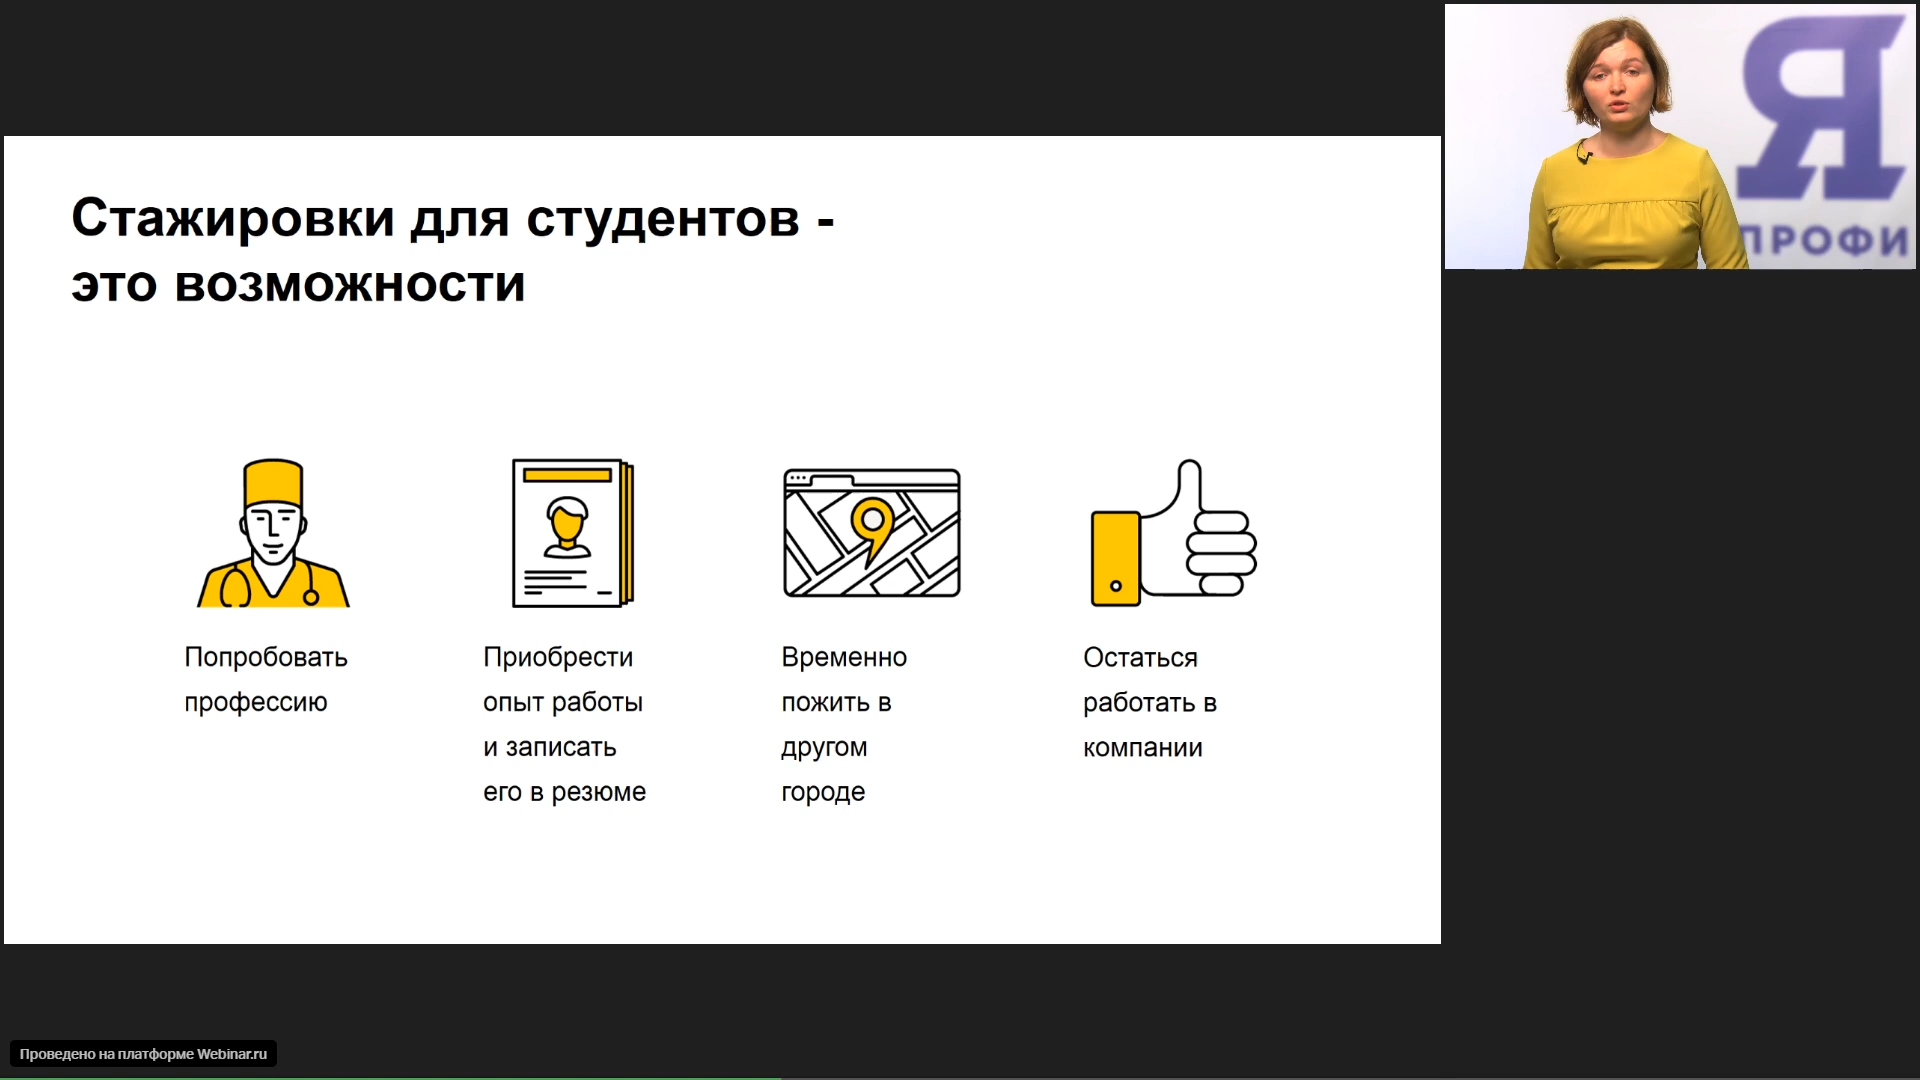 Стажировки для студентов -
это возможности
Попробовать
профессию
Приобрести
опыт работы
и записать
его в резюме
Временно
пожить в
другом
городе
Остаться
работать в
компании
Я
ПРОФИ
Проведено на платформе Webinar.ru